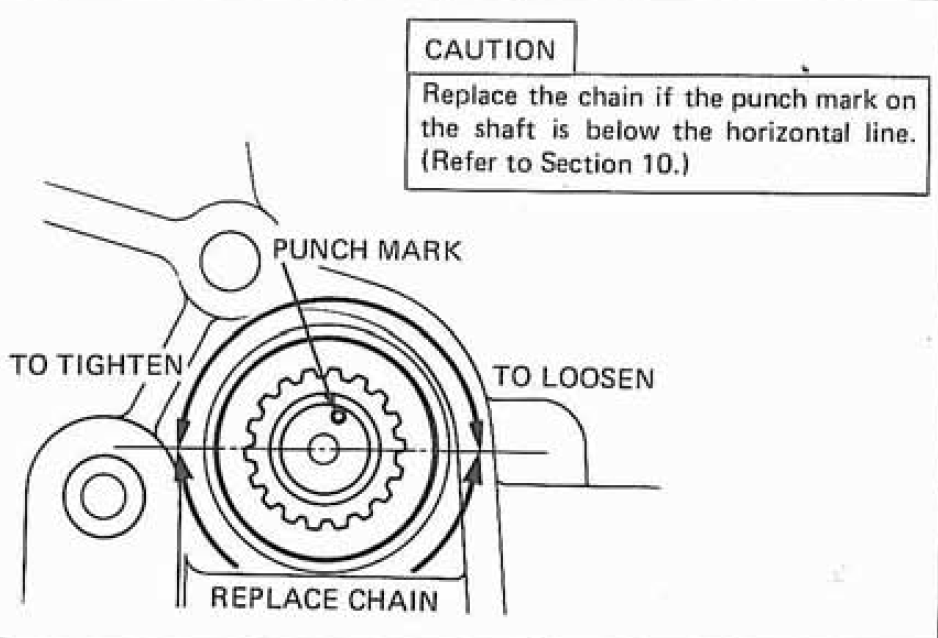 CAUTION
Replace the chain if the punch mark on
the shaft is below the horizontal line.
(Refer to Section 10.)
PUNCH MARK
TO TIGHTEN
TO LOOSEN
REPLACE CHAIN